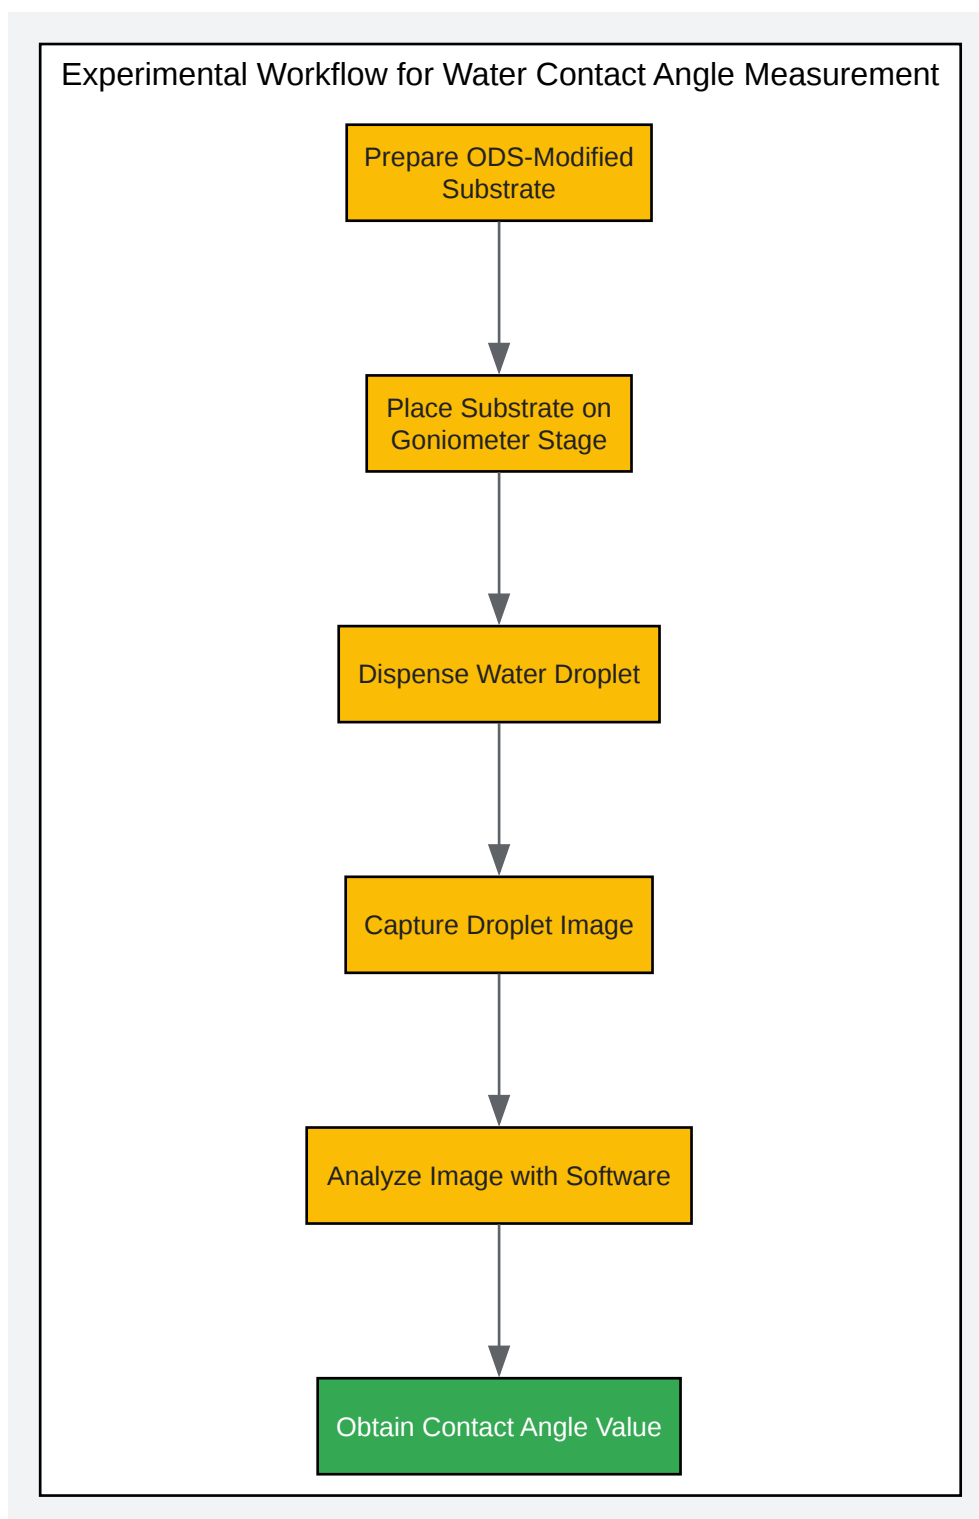 Experimental Workflow for Water Contact Angle Measurement
Prepare ODS-Modified
Substrate
Place Substrate on
Goniometer Stage
Dispense Water Droplet
Capture Droplet Image
Analyze Image with Software
Obtain Contact Angle Value